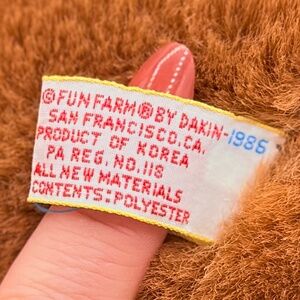 ©FUN FARM® BY DAKIN-1986
SAN FRANCISCO, CA.
PRODUCT OF KOREA
PA REG. NO. 118
ALL NEW MATERIALS
CONTENTS: POLYESTER